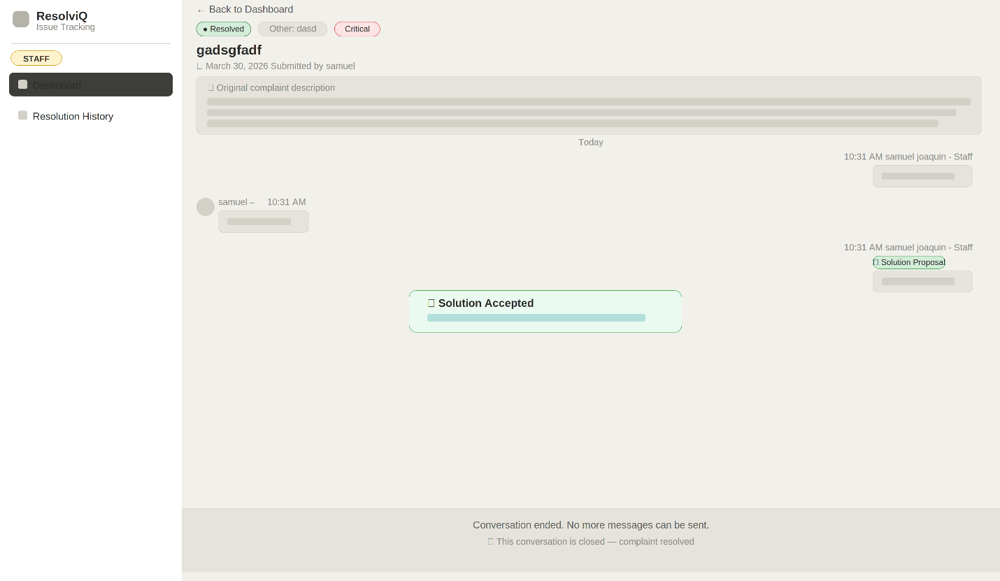 ResolviQ
Issue Tracking
STAFF
Dashboard
Resolution History
← Back to Dashboard
● Resolved
Other: dasd
Critical
gadsgfadf
March 30, 2026 Submitted by samuel
Original complaint description
Today
10:31 AM samuel joaquin - Staff
samuel – 10:31 AM
10:31 AM samuel joaquin - Staff
Solution Proposal
Solution Accepted
Conversation ended. No more messages can be sent.
This conversation is closed — complaint resolved